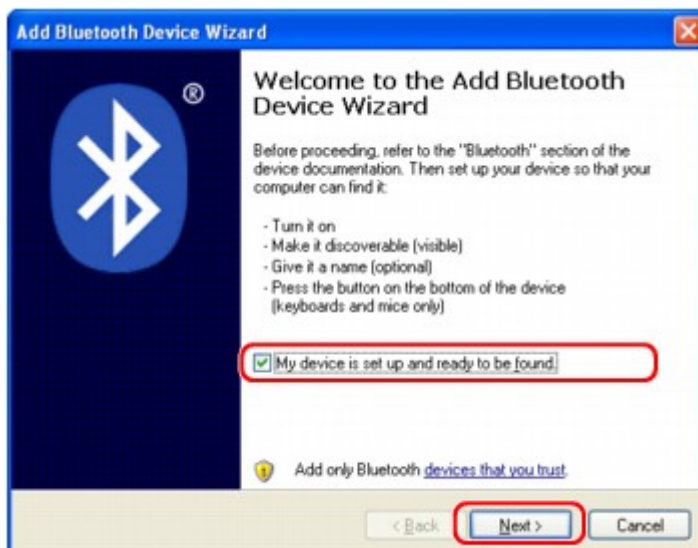 Add Bluetooth Device Wizard
®
Welcome to the Add Bluetooth
Device Wizard
Before proceeding, refer to the "Bluetooth" section of the
device documentation. Then set up your device so that your
computer can find it:
- Turn it on
- Make it discoverable (visible)
- Give it a name (optional)
- Press the button on the bottom of the device
(keyboards and mice only)
My device is set up and ready to be found.
Add only Bluetooth devices that you trust.
< Back
Next >
Cancel